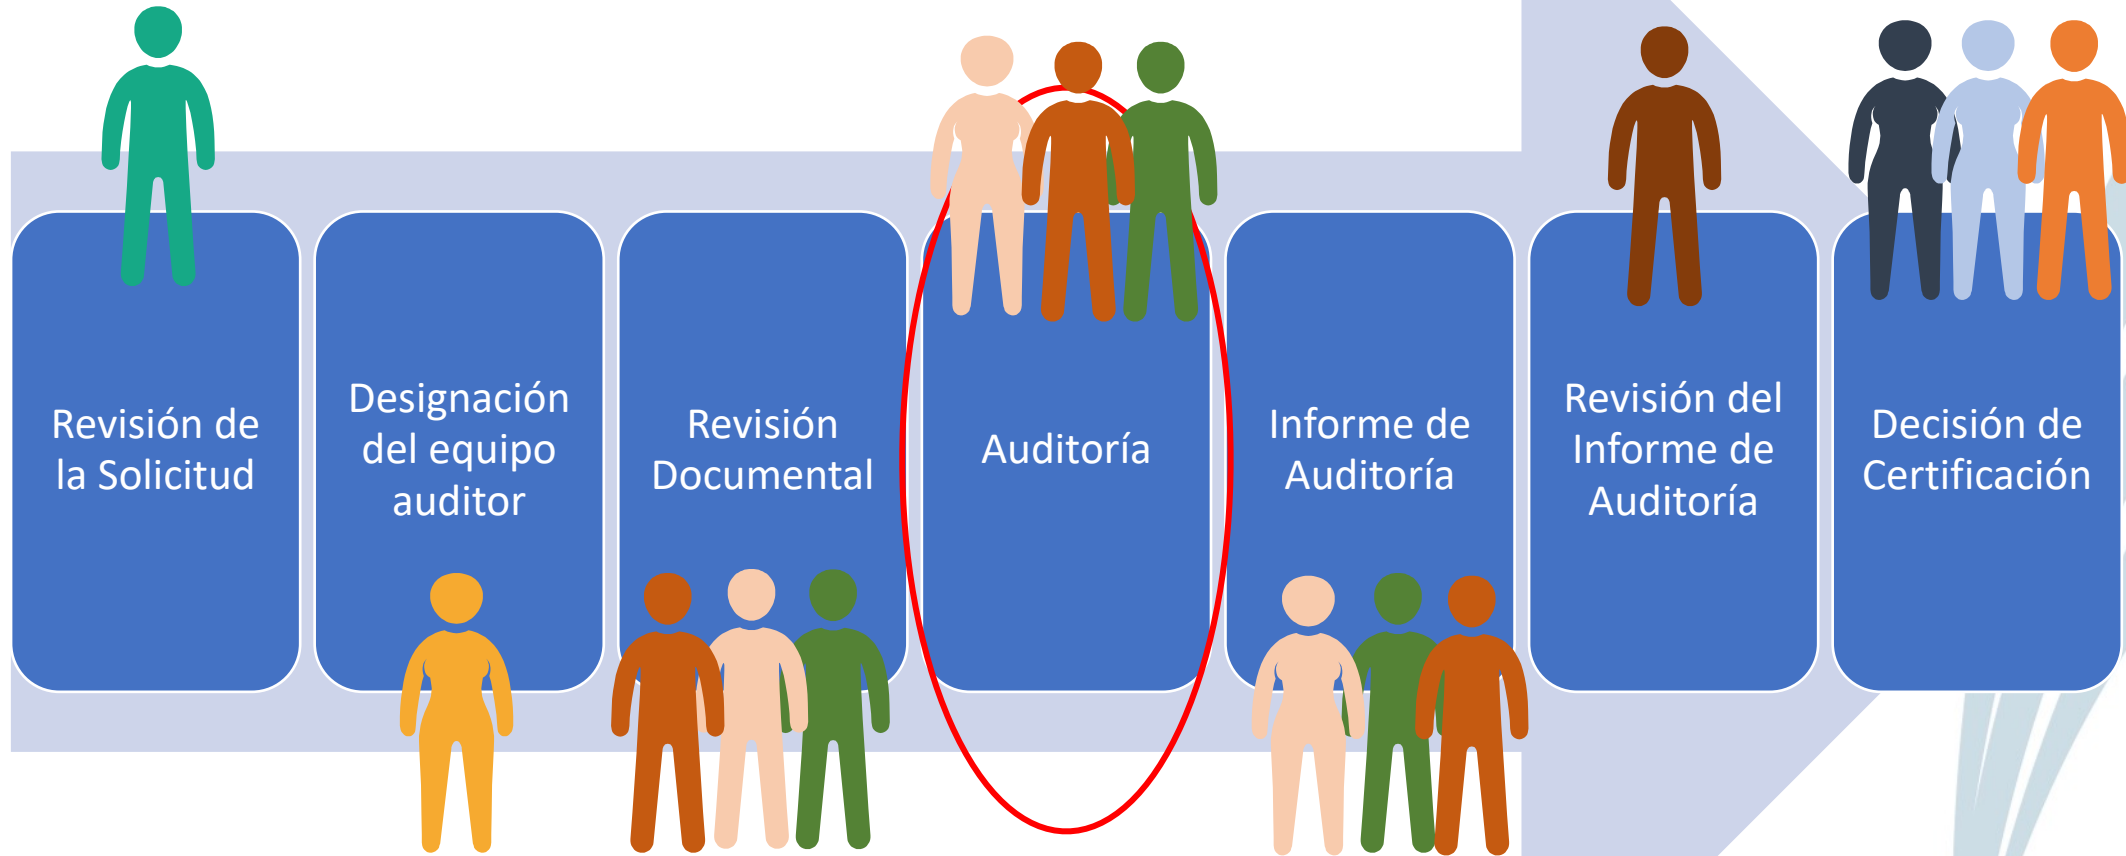 Revisión de
la Solicitud
Designación
del equipo
auditor
Revisión
Documental
Auditoría
Informe de
Auditoría
Revisión del
Informe de
Auditoría
Decisión de
Certificación